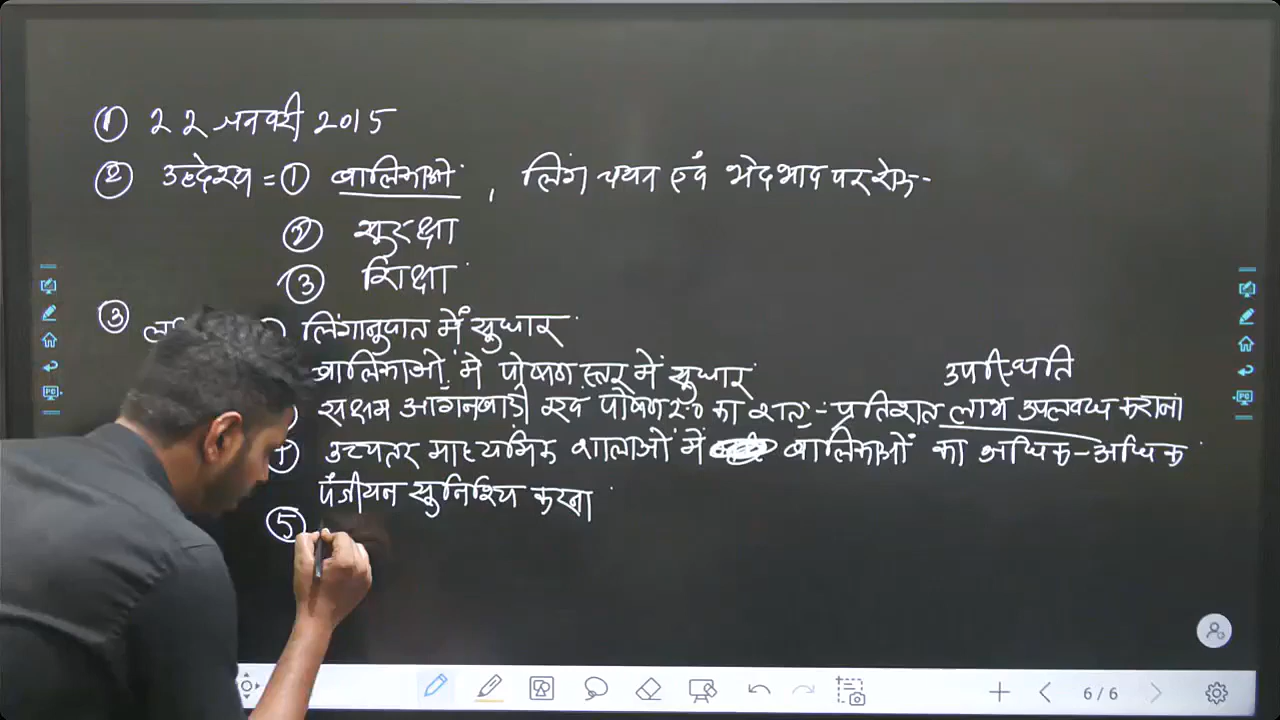 ① 22 जनवरी 2015
② उद्देश्य = ① बालिकाओं , लिंग चयन एवं भेदभाव पर रोक -
② सुरक्षा
③ शिक्षा
③ लिंगानुपात में सुधार
बालिकाओं में पोषण स्तर में सुधार
उपस्थिति
सक्षम आंगनबाड़ी एवं पोषण 2.0 का शत - प्रतिशत लाभ उपलब्ध कराना
उच्चतर माध्यमिक शालाओं में बालिकाओं का अधिक - अधिक
पंजीयन सुनिश्चि करना
⑤
6 / 6